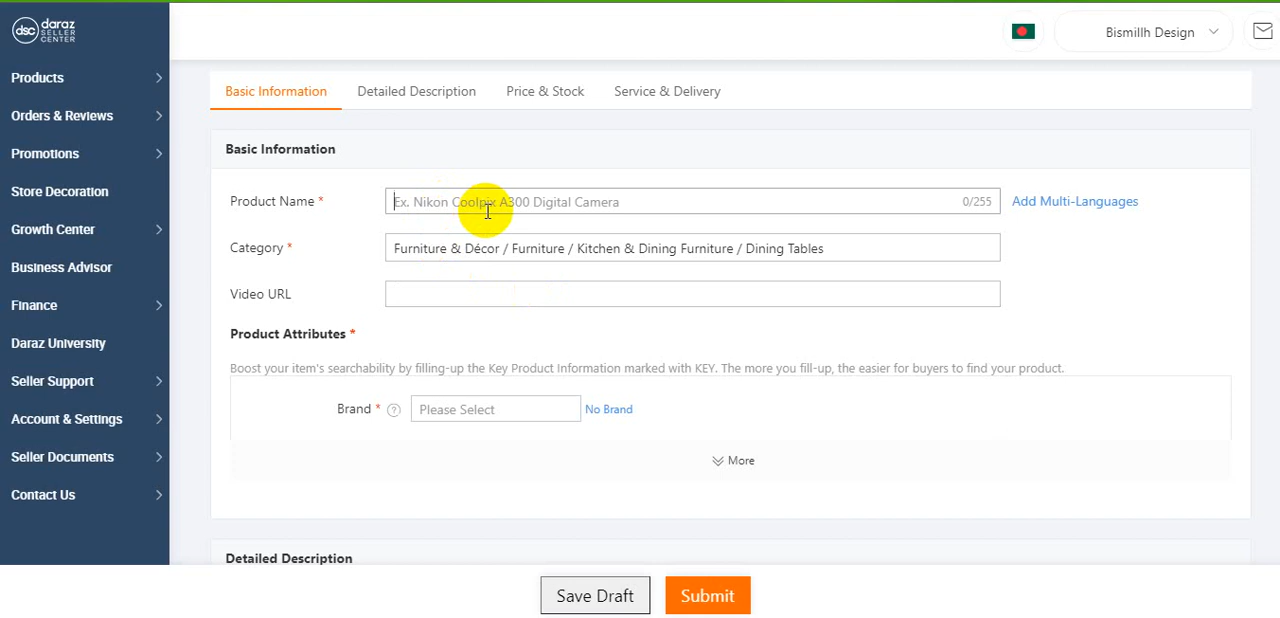 dsc daraz
SELLER
CENTER
Bismillh Design
Products
Orders & Reviews
Promotions
Store Decoration
Growth Center
Business Advisor
Finance
Daraz University
Seller Support
Account & Settings
Seller Documents
Contact Us
Basic Information Detailed Description Price & Stock Service & Delivery
Basic Information
Product Name * Ex. Nikon Coolpix A300 Digital Camera 0/255 Add Multi-Languages
Category * Furniture & Décor / Furniture / Kitchen & Dining Furniture / Dining Tables
Video URL
Product Attributes *
Boost your item's searchability by filling-up the Key Product Information marked with KEY. The more you fill-up, the easier for buyers to find your product.
Brand * ? Please Select No Brand
More
Detailed Description
Save Draft Submit